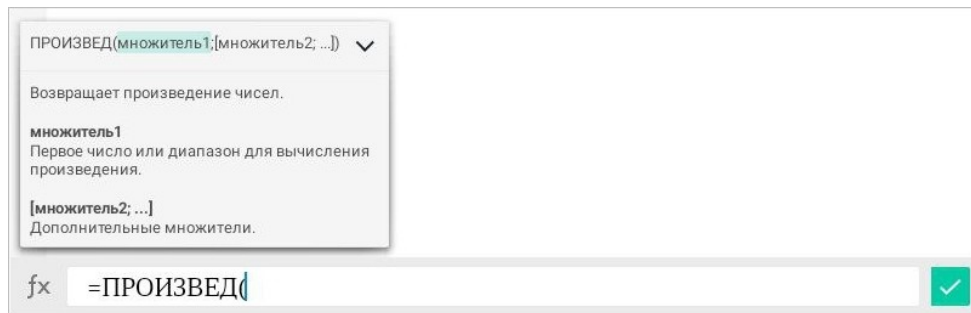 ПРОИЗВЕД(множитель1;[множитель2; ...])
Возвращает произведение чисел.
множитель1
Первое число или диапазон для вычисления
произведения.
[множитель2; ...]
Дополнительные множители.
fx =ПРОИЗВЕД(